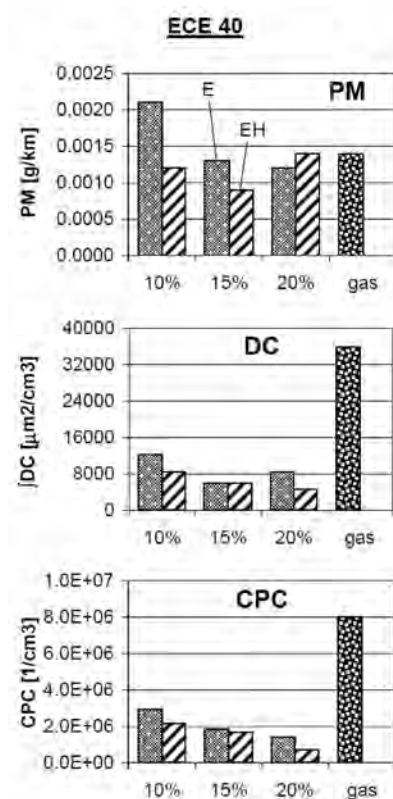 ECE 40
PM
PM [g/km]
0.0025
0.0020
0.0015
0.0010
0.0005
0.0000
E
EH
10% 15% 20% gas
DC
DC [µm2/cm3]
40000
32000
24000
16000
8000
0
10% 15% 20% gas
CPC
CPC [1/cm3]
1.0E+07
8.0E+06
6.0E+06
4.0E+06
2.0E+06
0.0E+00
10% 15% 20% gas